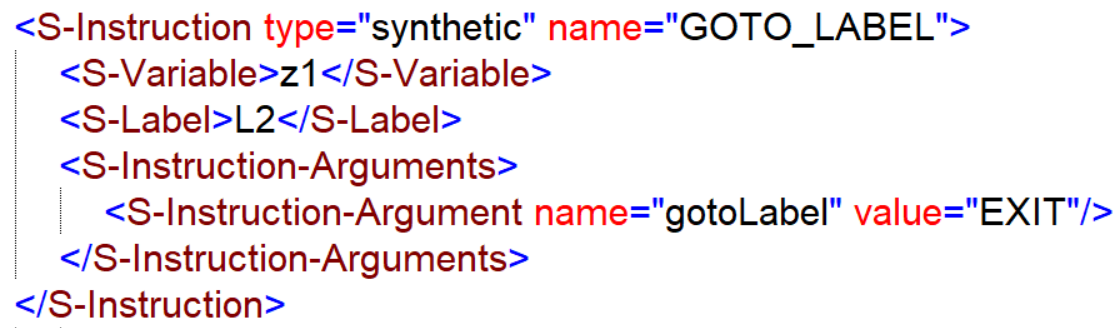 <S-Instruction type="synthetic" name="GOTO_LABEL">
<S-Variable>z1</S-Variable>
<S-Label>L2</S-Label>
<S-Instruction-Arguments>
<S-Instruction-Argument name="gotoLabel" value="EXIT"/>
</S-Instruction-Arguments>
</S-Instruction>